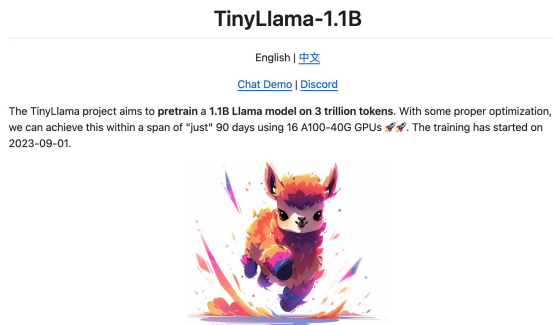 TinyLlama-1.1B
English | 中文
Chat Demo | Discord
The TinyLlama project aims to pretrain a 1.1B Llama model on 3 trillion tokens. With some proper optimization,
we can achieve this within a span of "just" 90 days using 16 A100-40G GPUs 🚀🚀. The training has started on
2023-09-01.